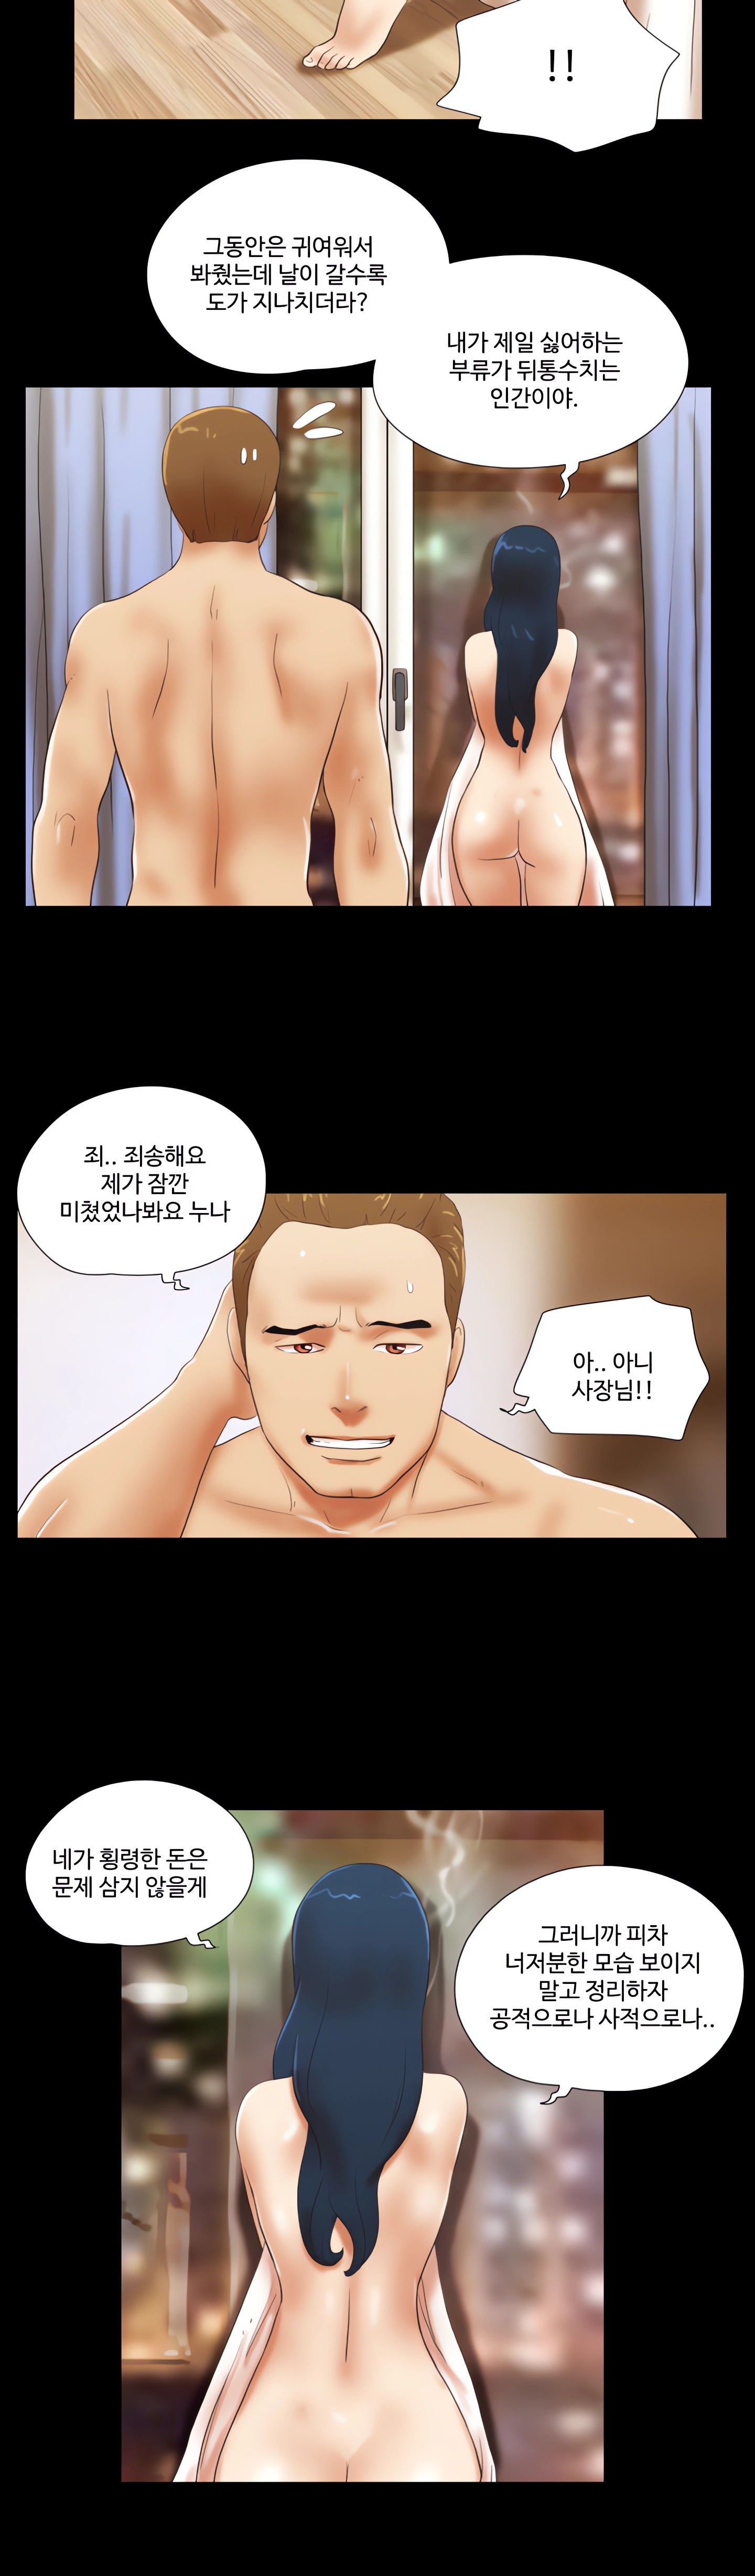 !!
그동안은 귀여워서
봐줬는데 날이 갈수록
도가 지나치더라?
내가 제일 싫어하는
부류가 뒤통수치는
인간이야.
죄.. 죄송해요
제가 잠깐
미쳤었나봐요 누나
아.. 아니
사장님!!
네가 횡령한 돈은
문제 삼지 않을게
그러니까 피차
너저분한 모습 보이지
말고 정리하자
공적으로나 사적으로나..